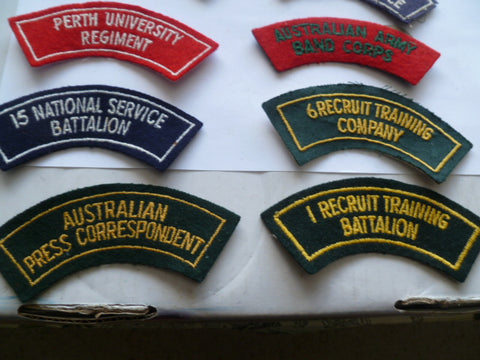 PERTH UNIVERSITY
REGIMENT
AUSTRALIAN ARMY
BAND CORPS
15 NATIONAL SERVICE
BATTALION
6 RECRUIT TRAINING
COMPANY
AUSTRALIAN
PRESS CORRESPONDENT
1 RECRUIT TRAINING
BATTALION